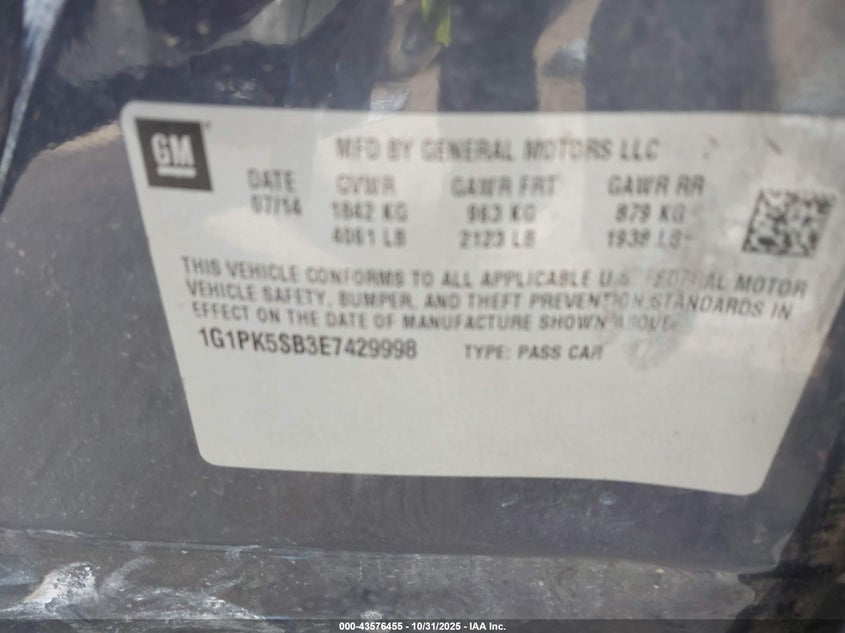 GM
MFD BY GENERAL MOTORS LLC
DATE GVWR GAWR FRT GAWR RR
07/14 1842 KG 963 KG 879 KG
4061 LB 2123 LB 1938 LB
THIS VEHICLE CONFORMS TO ALL APPLICABLE U.S. FEDERAL MOTOR
VEHICLE SAFETY, BUMPER, AND THEFT PREVENTION STANDARDS IN
EFFECT ON THE DATE OF MANUFACTURE SHOWN ABOVE.
1G1PK5SB3E7429998 TYPE: PASS CAR
000-43576455 - 10/31/2025 - IAA Inc.